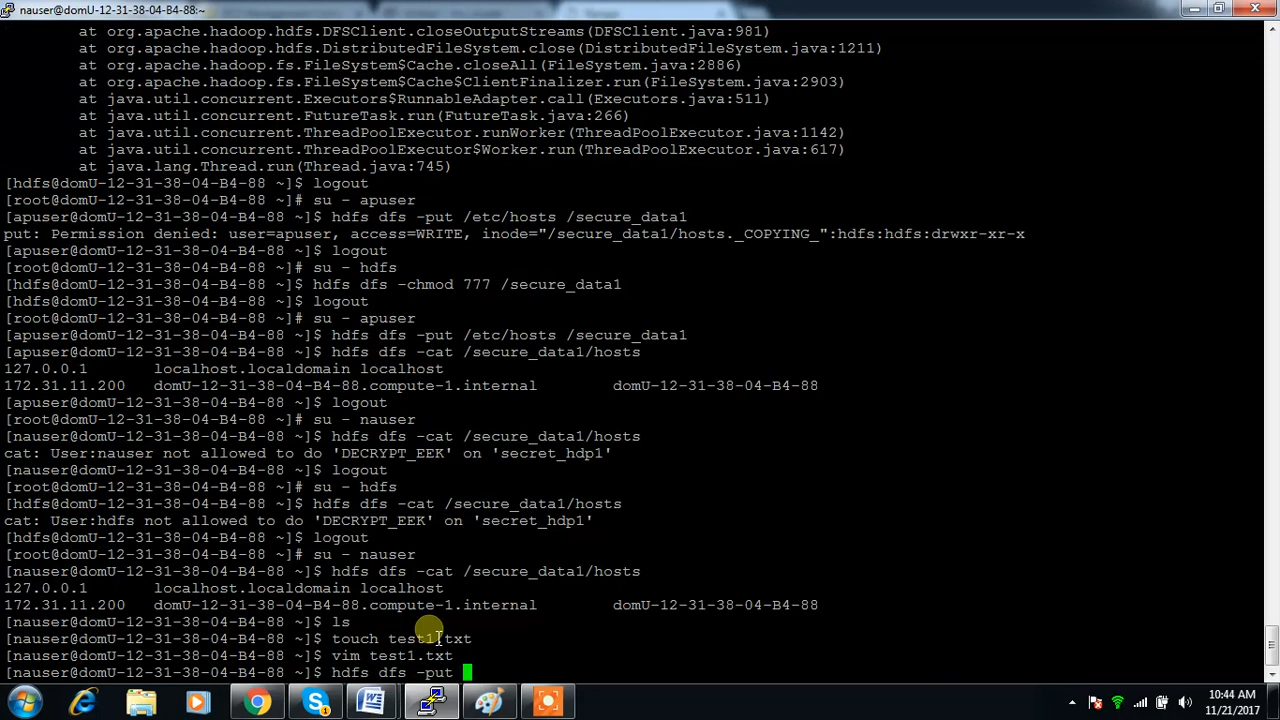 nauser@domU-12-31-38-04-B4-88:~
at org.apache.hadoop.hdfs.DFSClient.closeOutputStreams(DFSClient.java:981)
at org.apache.hadoop.hdfs.DistributedFileSystem.close(DistributedFileSystem.java:1211)
at org.apache.hadoop.fs.FileSystem$Cache.closeAll(FileSystem.java:2886)
at org.apache.hadoop.fs.FileSystem$Cache$ClientFinalizer.run(FileSystem.java:2903)
at java.util.concurrent.Executors$RunnableAdapter.call(Executors.java:511)
at java.util.concurrent.FutureTask.run(FutureTask.java:266)
at java.util.concurrent.ThreadPoolExecutor.runWorker(ThreadPoolExecutor.java:1142)
at java.util.concurrent.ThreadPoolExecutor$Worker.run(ThreadPoolExecutor.java:617)
at java.lang.Thread.run(Thread.java:745)
[hdfs@domU-12-31-38-04-B4-88 ~]$ logout
[root@domU-12-31-38-04-B4-88 ~]# su - apuser
[apuser@domU-12-31-38-04-B4-88 ~]$ hdfs dfs -put /etc/hosts /secure_data1
put: Permission denied: user=apuser, access=WRITE, inode="/secure_data1/hosts._COPYING_":hdfs:hdfs:drwxr-xr-x
[apuser@domU-12-31-38-04-B4-88 ~]$ logout
[root@domU-12-31-38-04-B4-88 ~]# su - hdfs
[hdfs@domU-12-31-38-04-B4-88 ~]$ hdfs dfs -chmod 777 /secure_data1
[hdfs@domU-12-31-38-04-B4-88 ~]$ logout
[root@domU-12-31-38-04-B4-88 ~]# su - apuser
[apuser@domU-12-31-38-04-B4-88 ~]$ hdfs dfs -put /etc/hosts /secure_data1
[apuser@domU-12-31-38-04-B4-88 ~]$ hdfs dfs -cat /secure_data1/hosts
127.0.0.1 localhost.localdomain localhost
172.31.11.200 domU-12-31-38-04-B4-88.compute-1.internal domU-12-31-38-04-B4-88
[apuser@domU-12-31-38-04-B4-88 ~]$ logout
[root@domU-12-31-38-04-B4-88 ~]# su - nauser
[nauser@domU-12-31-38-04-B4-88 ~]$ hdfs dfs -cat /secure_data1/hosts
cat: User:nauser not allowed to do 'DECRYPT_EEK' on 'secret_hdp1'
[nauser@domU-12-31-38-04-B4-88 ~]$ logout
[root@domU-12-31-38-04-B4-88 ~]# su - hdfs
[hdfs@domU-12-31-38-04-B4-88 ~]$ hdfs dfs -cat /secure_data1/hosts
cat: User:hdfs not allowed to do 'DECRYPT_EEK' on 'secret_hdp1'
[hdfs@domU-12-31-38-04-B4-88 ~]$ logout
[root@domU-12-31-38-04-B4-88 ~]# su - nauser
[nauser@domU-12-31-38-04-B4-88 ~]$ hdfs dfs -cat /secure_data1/hosts
127.0.0.1 localhost.localdomain localhost
172.31.11.200 domU-12-31-38-04-B4-88.compute-1.internal domU-12-31-38-04-B4-88
[nauser@domU-12-31-38-04-B4-88 ~]$ ls
[nauser@domU-12-31-38-04-B4-88 ~]$ touch test1.txt
[nauser@domU-12-31-38-04-B4-88 ~]$ vim test1.txt
[nauser@domU-12-31-38-04-B4-88 ~]$ hdfs dfs -put
10:44 AM
11/21/2017